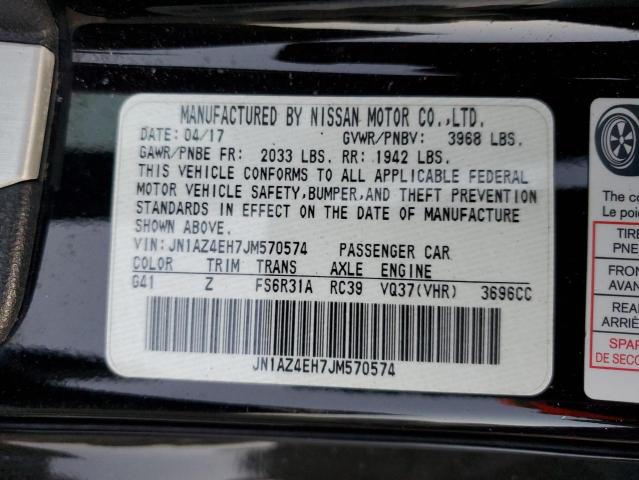 MANUFACTURED BY NISSAN MOTOR CO.,LTD.
DATE: 04/17 GVWR/PNBV: 3968 LBS.
GAWR/PNBE FR: 2033 LBS. RR: 1942 LBS.
THIS VEHICLE CONFORMS TO ALL APPLICABLE FEDERAL
MOTOR VEHICLE SAFETY,BUMPER,AND THEFT PREVENTION
STANDARDS IN EFFECT ON THE DATE OF MANUFACTURE
SHOWN ABOVE.
VIN: JN1AZ4EH7JM570574 PASSENGER CAR
COLOR TRIM TRANS AXLE ENGINE
G41 Z FS6R31A RC39 VQ37(VHR) 3696CC
JN1AZ4EH7JM570574
The co
Le poi
TIRE
PNE
FRON
AVAN
REA
ARRIÈ
SPAR
DE SECO